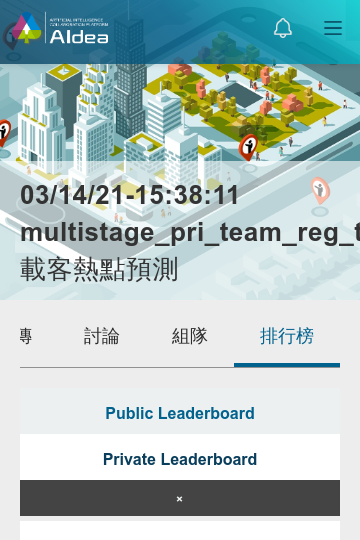 ARTIFICIAL INTELLIGENCE
COLLABORATION PLATFORM
AIdea
03/14/21-15:38:11
multistage_pri_team_reg_t
載客熱點預測
討論
組隊
排行榜
Public Leaderboard
Private Leaderboard
×